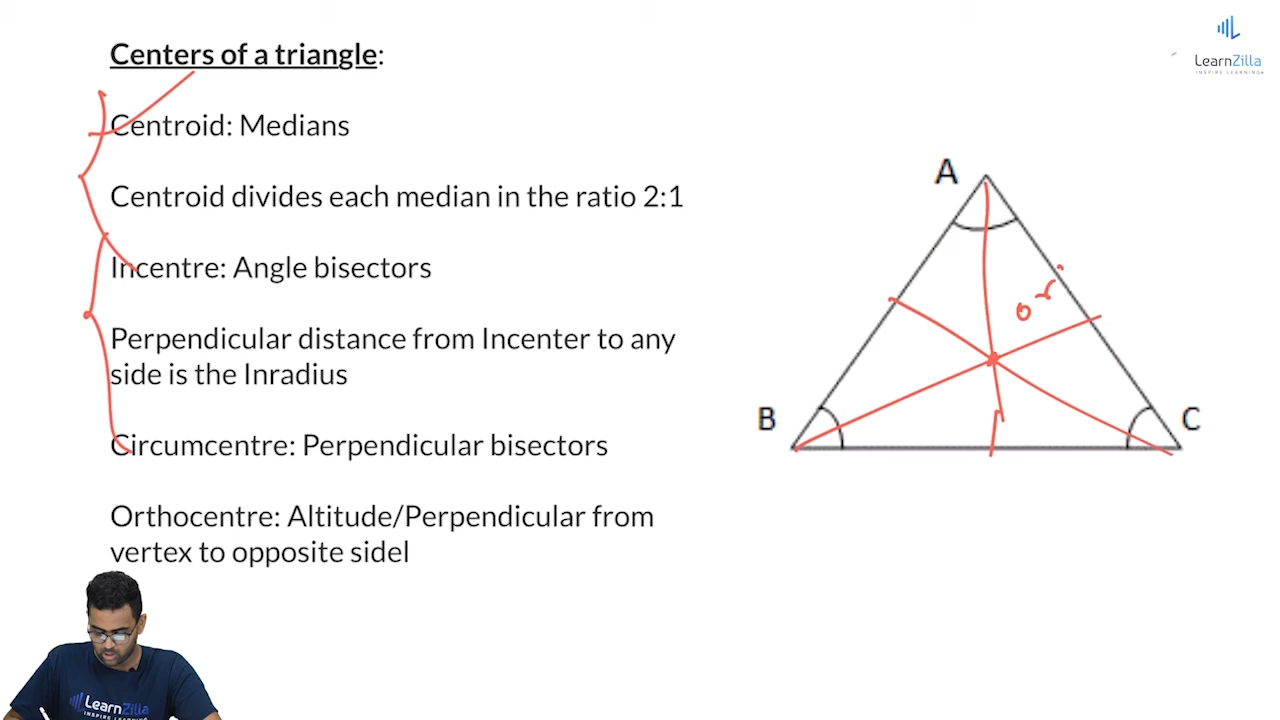 Centers of a triangle:
LearnZilla
INSPIRE LEARNING
Centroid: Medians
Centroid divides each median in the ratio 2:1
Incentre: Angle bisectors
Perpendicular distance from Incenter to any
side is the Inradius
Circumcentre: Perpendicular bisectors
Orthocentre: Altitude/Perpendicular from
vertex to opposite sidel
A
B
C
LearnZilla
INSPIRE LEARNING